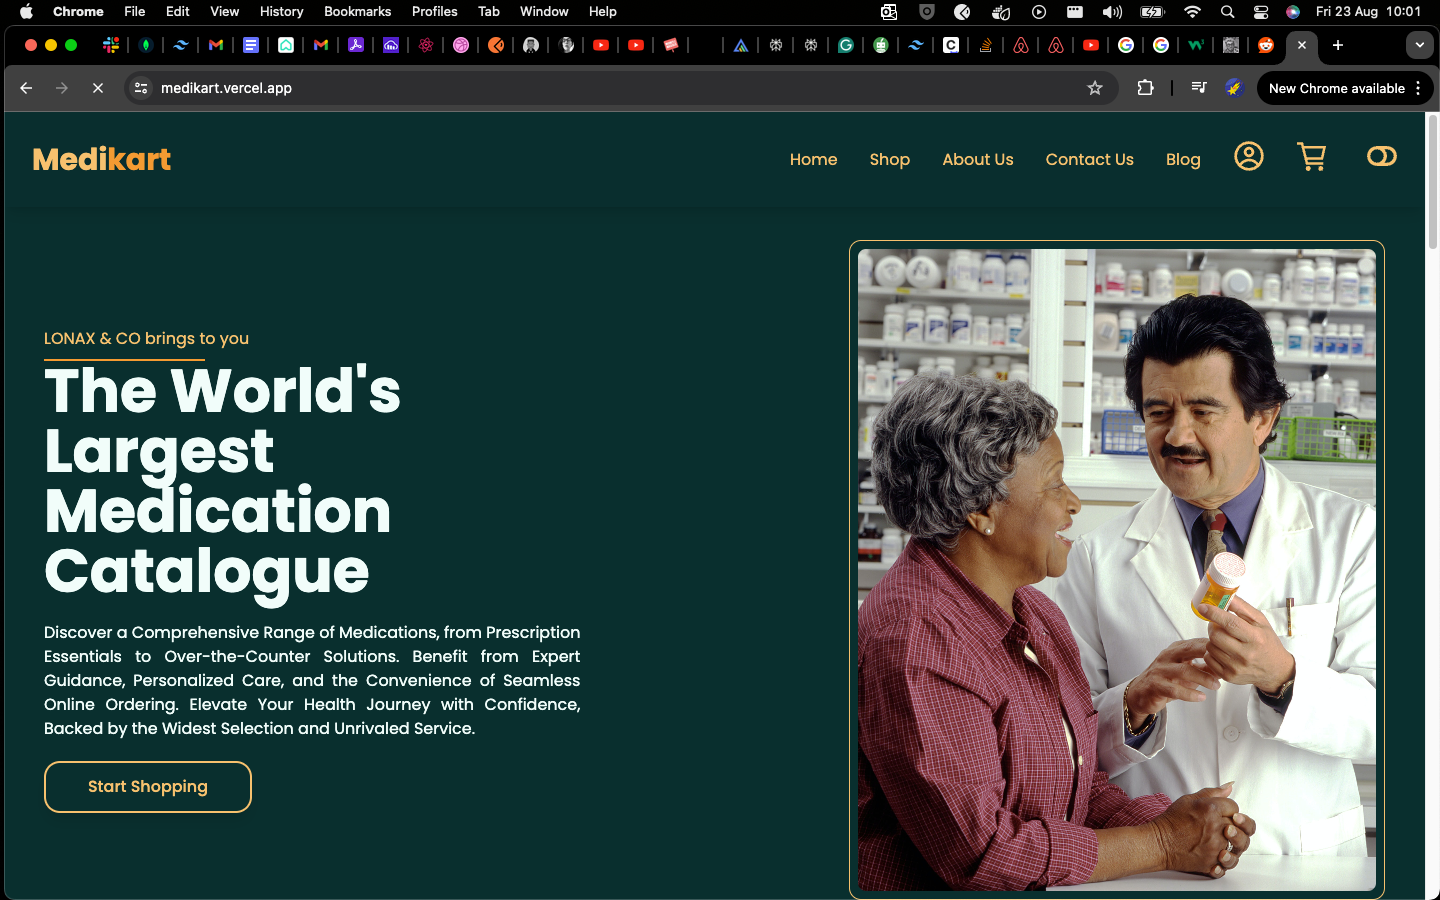 Chrome File Edit View History Bookmarks Profiles Tab Window Help Fri 23 Aug 10:01
medikart.vercel.app New Chrome available
Medikart Home Shop About Us Contact Us Blog
LONAX & CO brings to you
The World's
Largest
Medication
Catalogue
Discover a Comprehensive Range of Medications, from Prescription
Essentials to Over-the-Counter Solutions. Benefit from Expert
Guidance, Personalized Care, and the Convenience of Seamless
Online Ordering. Elevate Your Health Journey with Confidence,
Backed by the Widest Selection and Unrivaled Service.
Start Shopping